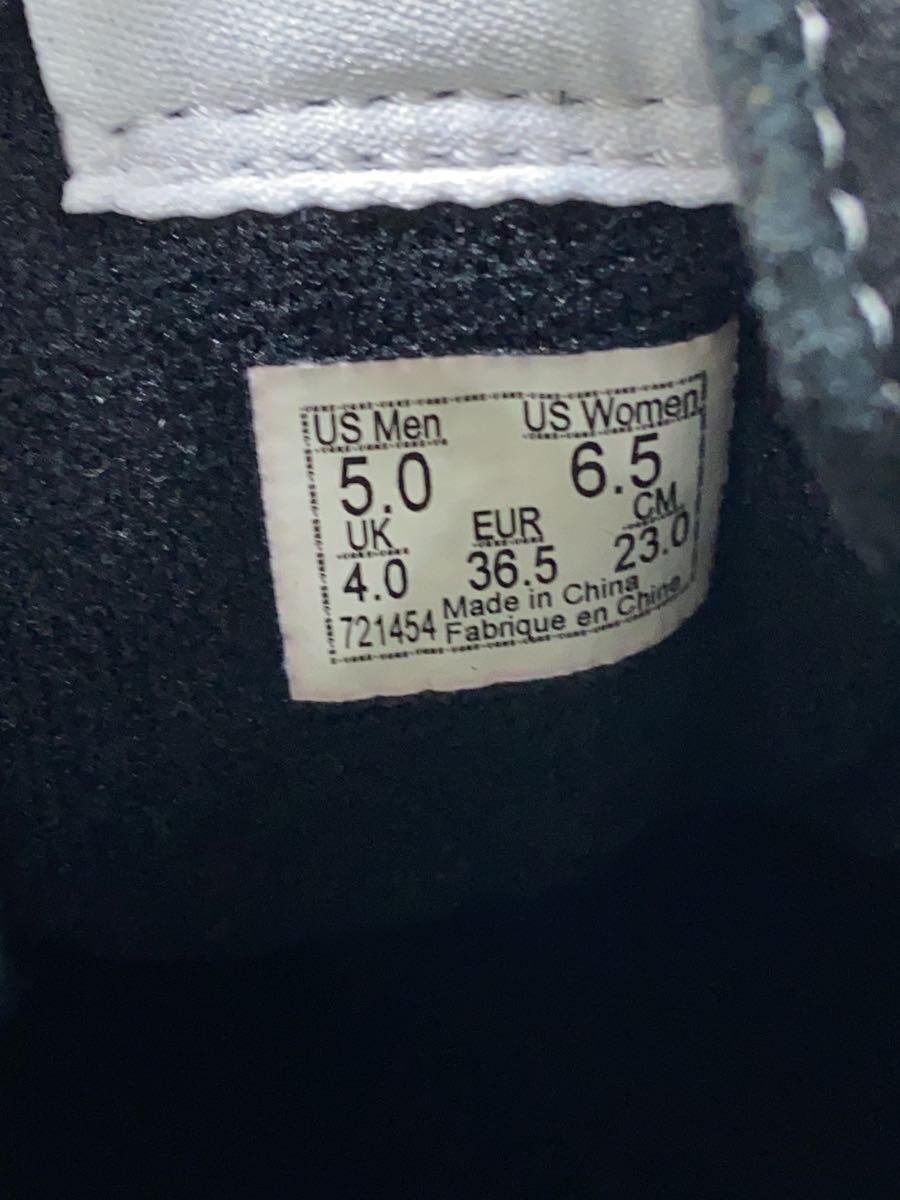 US Men US Women
5.0 6.5
UK EUR CM
4.0 36.5 23.0
721454 Made in China
Fabrique en Chine